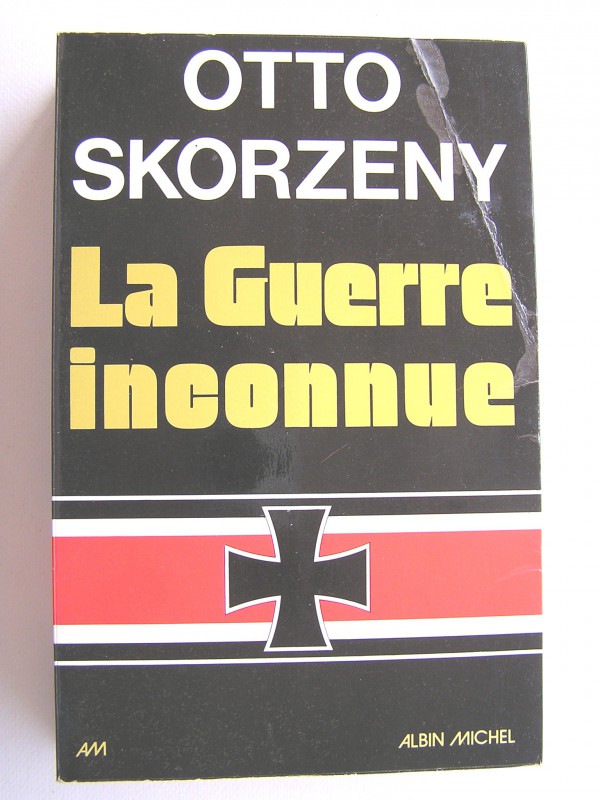 OTTO
SKORZENY
La Guerre
inconnue
AM
ALBIN MICHEL